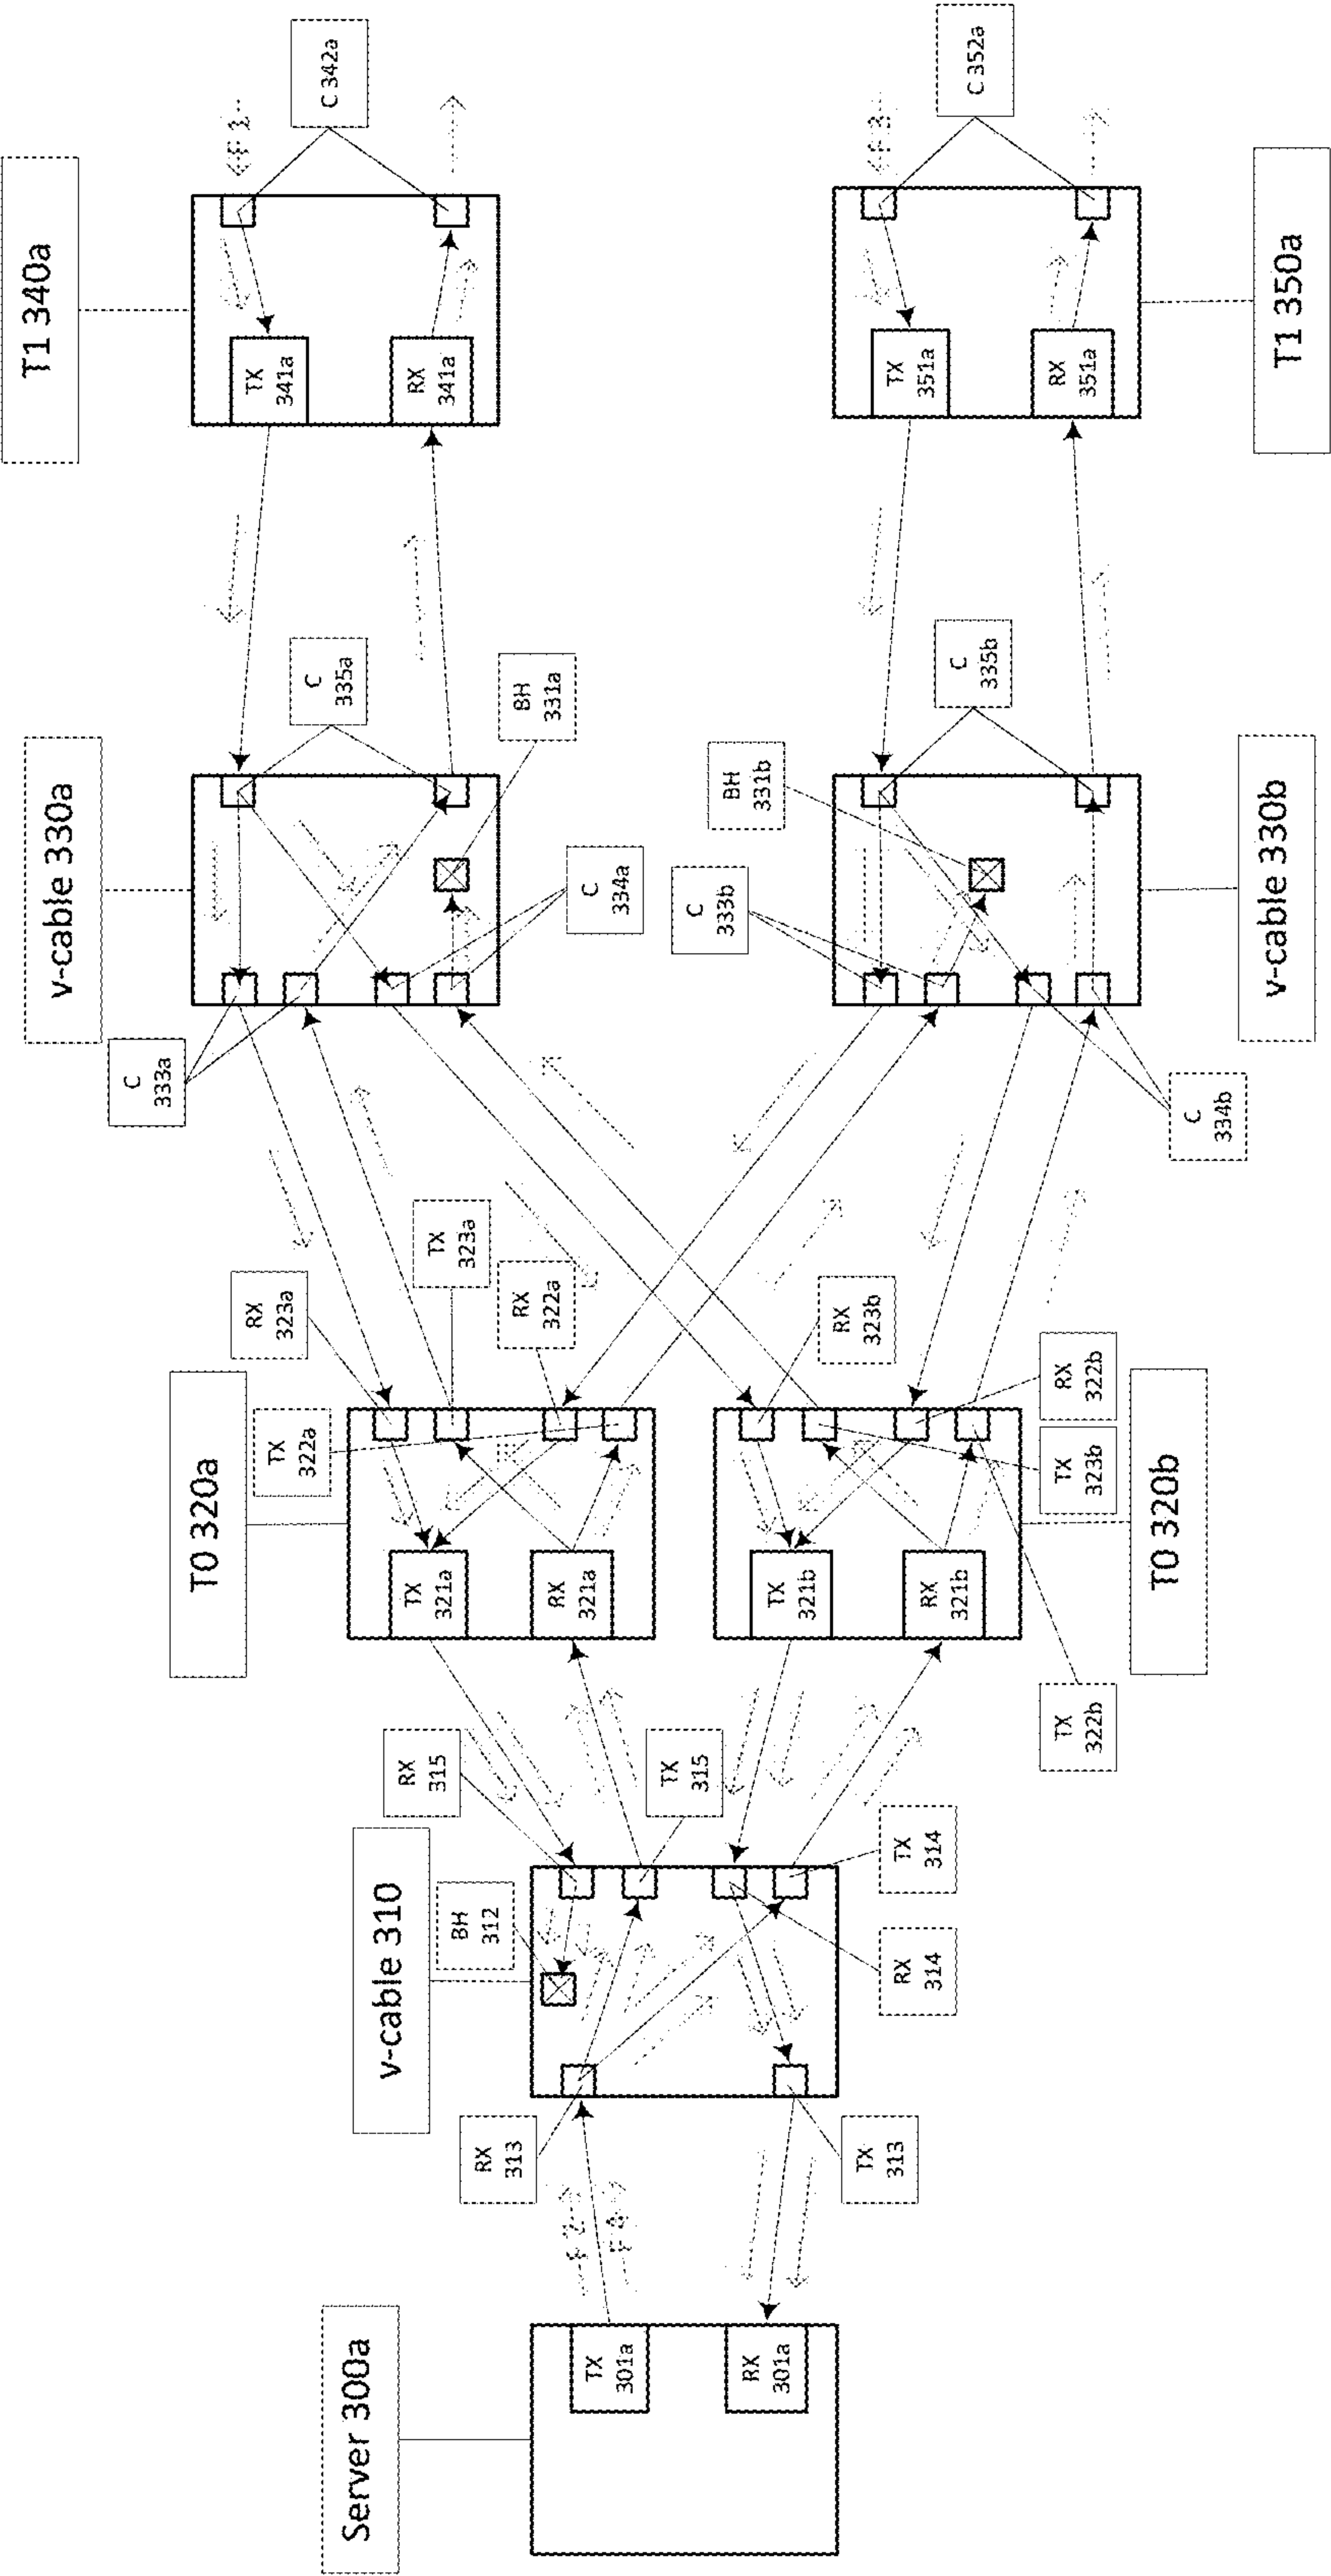 Server 300a
TX
301a
RX
301a
F 2
F 4
v-cable 310
BH
312
RX
313
TX
313
RX
315
TX
315
RX
314
TX
314
T0 320a
TX
321a
RX
321a
TX
322a
RX
323a
TX
323a
RX
322a
T0 320b
TX
321b
RX
321b
RX
323b
TX
323b
RX
322b
TX
322b
v-cable 330a
C
333a
C
334a
C
335a
BH
331a
v-cable 330b
C
333b
C
334b
C
335b
BH
331b
T1 340a
TX
341a
RX
341a
C 342a
F 1
T1 350a
TX
351a
RX
351a
C 352a
F 3